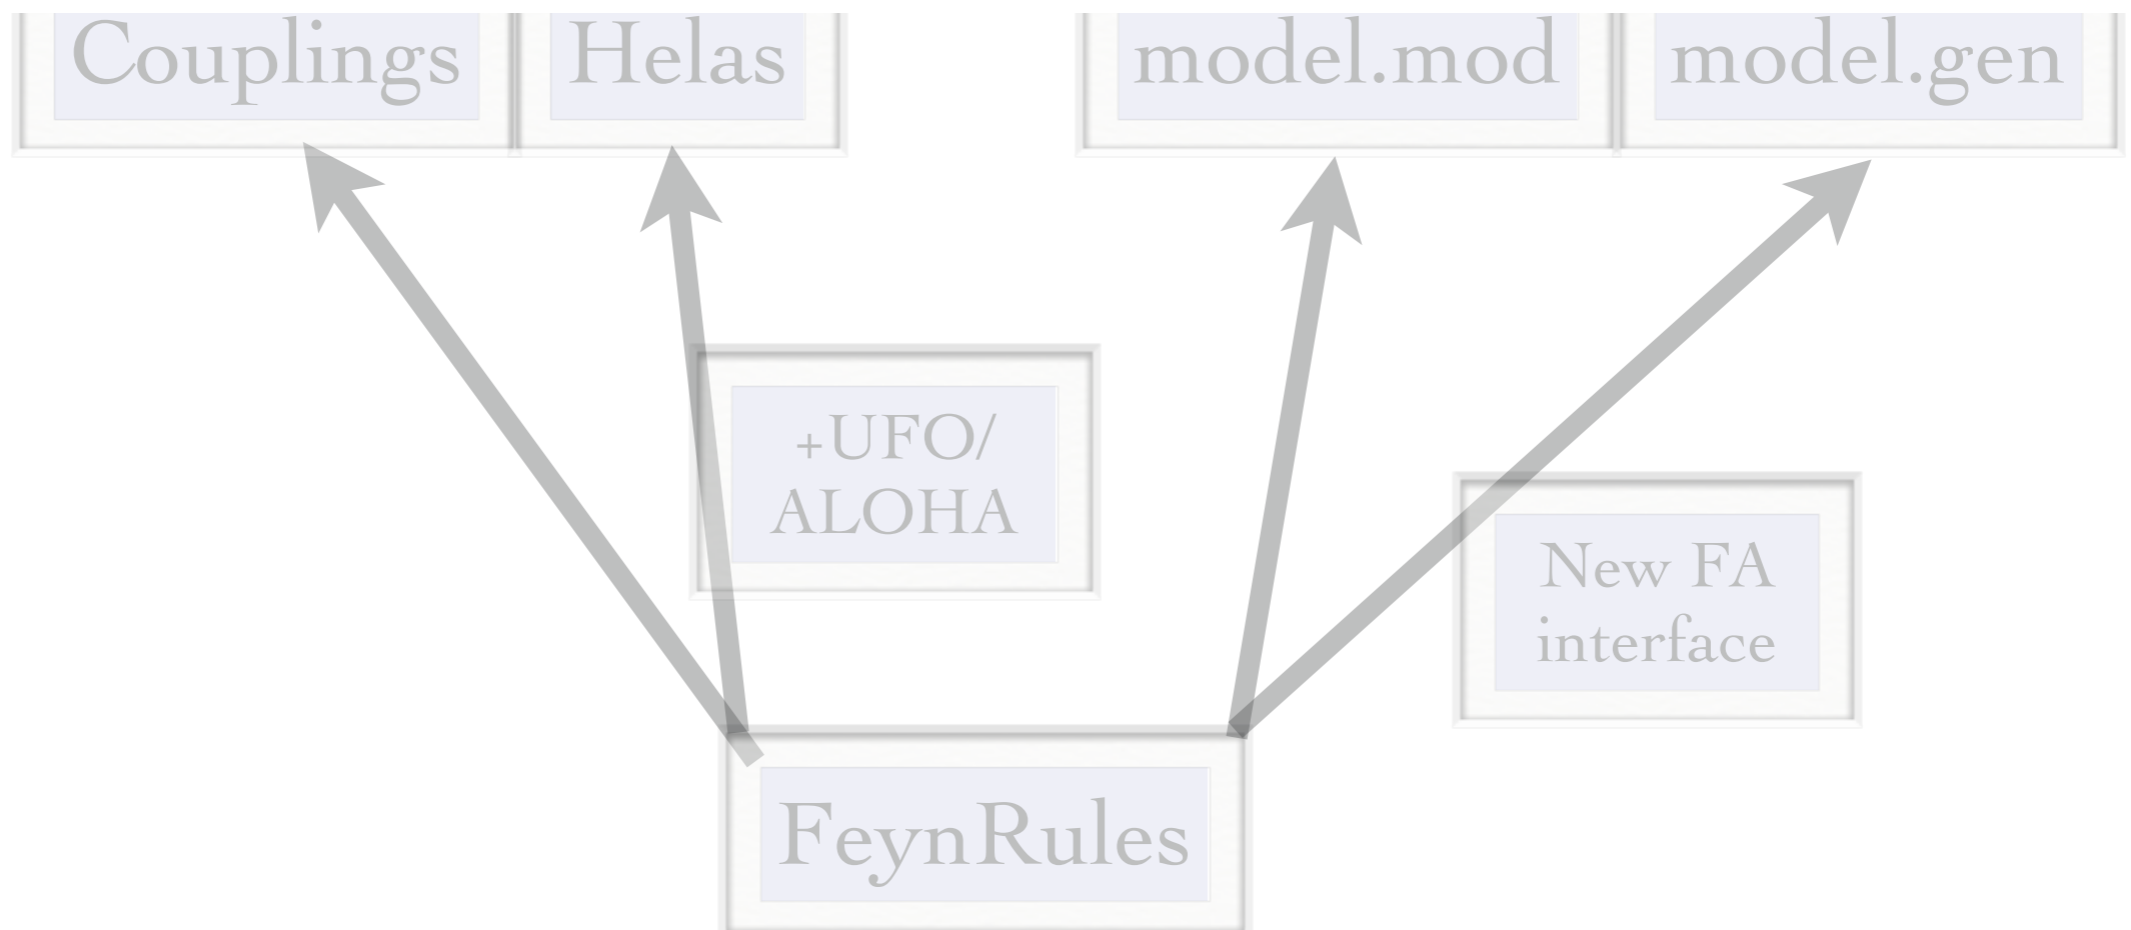 Couplings Helas model.mod model.gen
+UFO/
ALOHA
New FA
interface
FeynRules